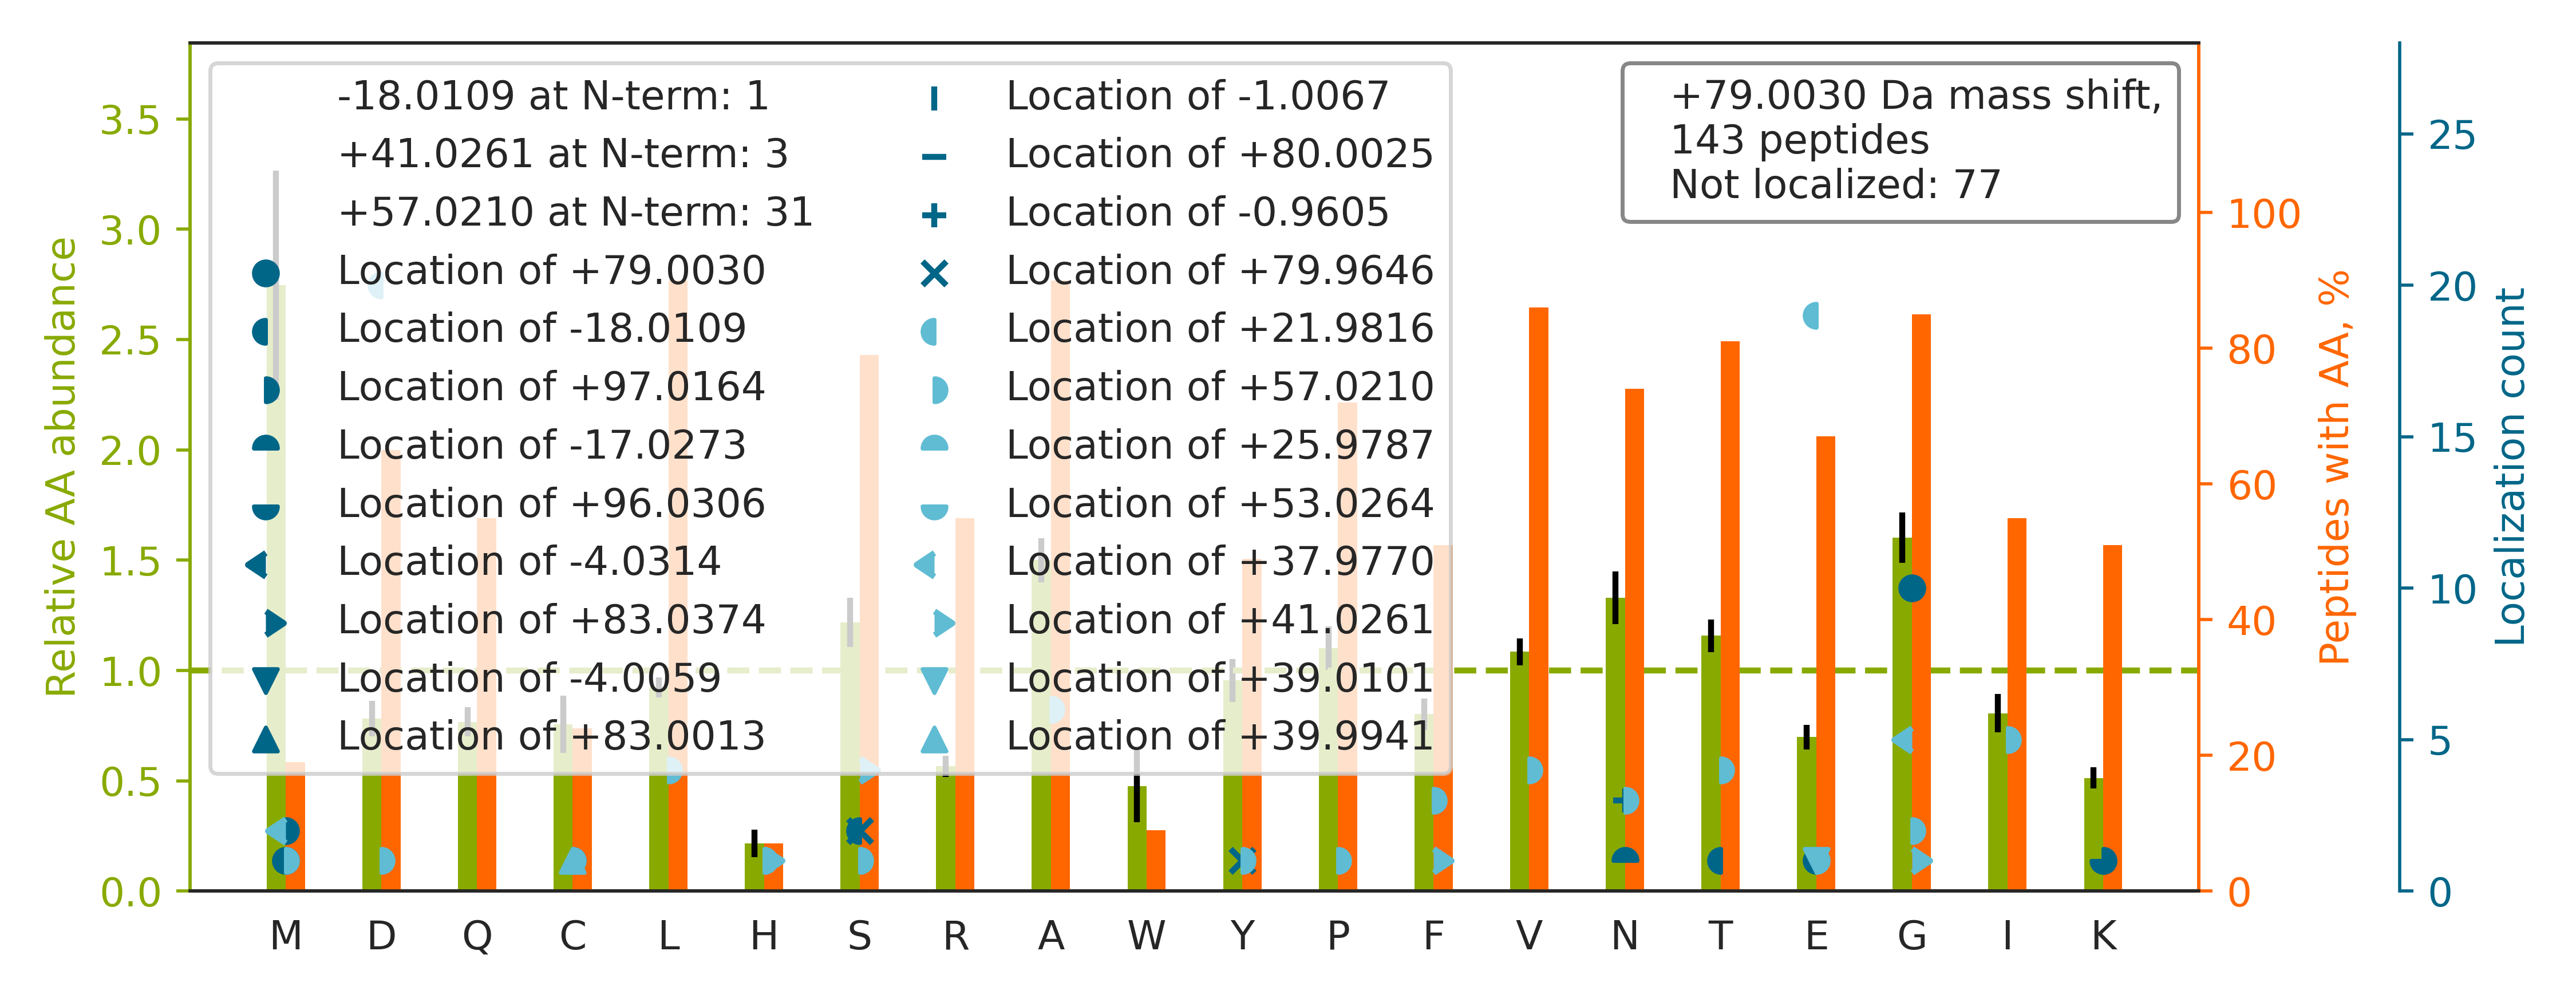 -18.0109 at N-term: 1
+41.0261 at N-term: 3
+57.0210 at N-term: 31
Location of +79.0030
Location of -18.0109
Location of +97.0164
Location of -17.0273
Location of +96.0306
Location of -4.0314
Location of +83.0374
Location of -4.0059
Location of +83.0013
Location of -1.0067
Location of +80.0025
Location of -0.9605
Location of +79.9646
Location of +21.9816
Location of +57.0210
Location of +25.9787
Location of +53.0264
Location of +37.9770
Location of +41.0261
Location of +39.0101
Location of +39.9941
+79.0030 Da mass shift,
143 peptides
Not localized: 77
Relative AA abundance
3.5
3.0
2.5
2.0
1.5
1.0
0.5
0.0
M D Q C L H S R A W Y P F V N T E G I K
100
80
60
40
20
0
Peptides with AA, %
25
20
15
10
5
0
Localization count